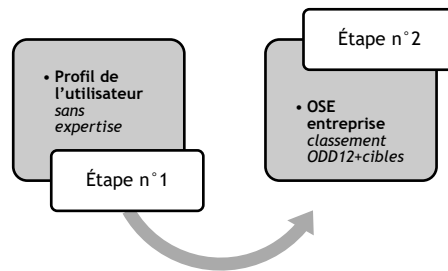 • Profil de
l'utilisateur
sans
expertise
Étape n°1
Étape n°2
• OSE
entreprise
classement
ODD12+cibles